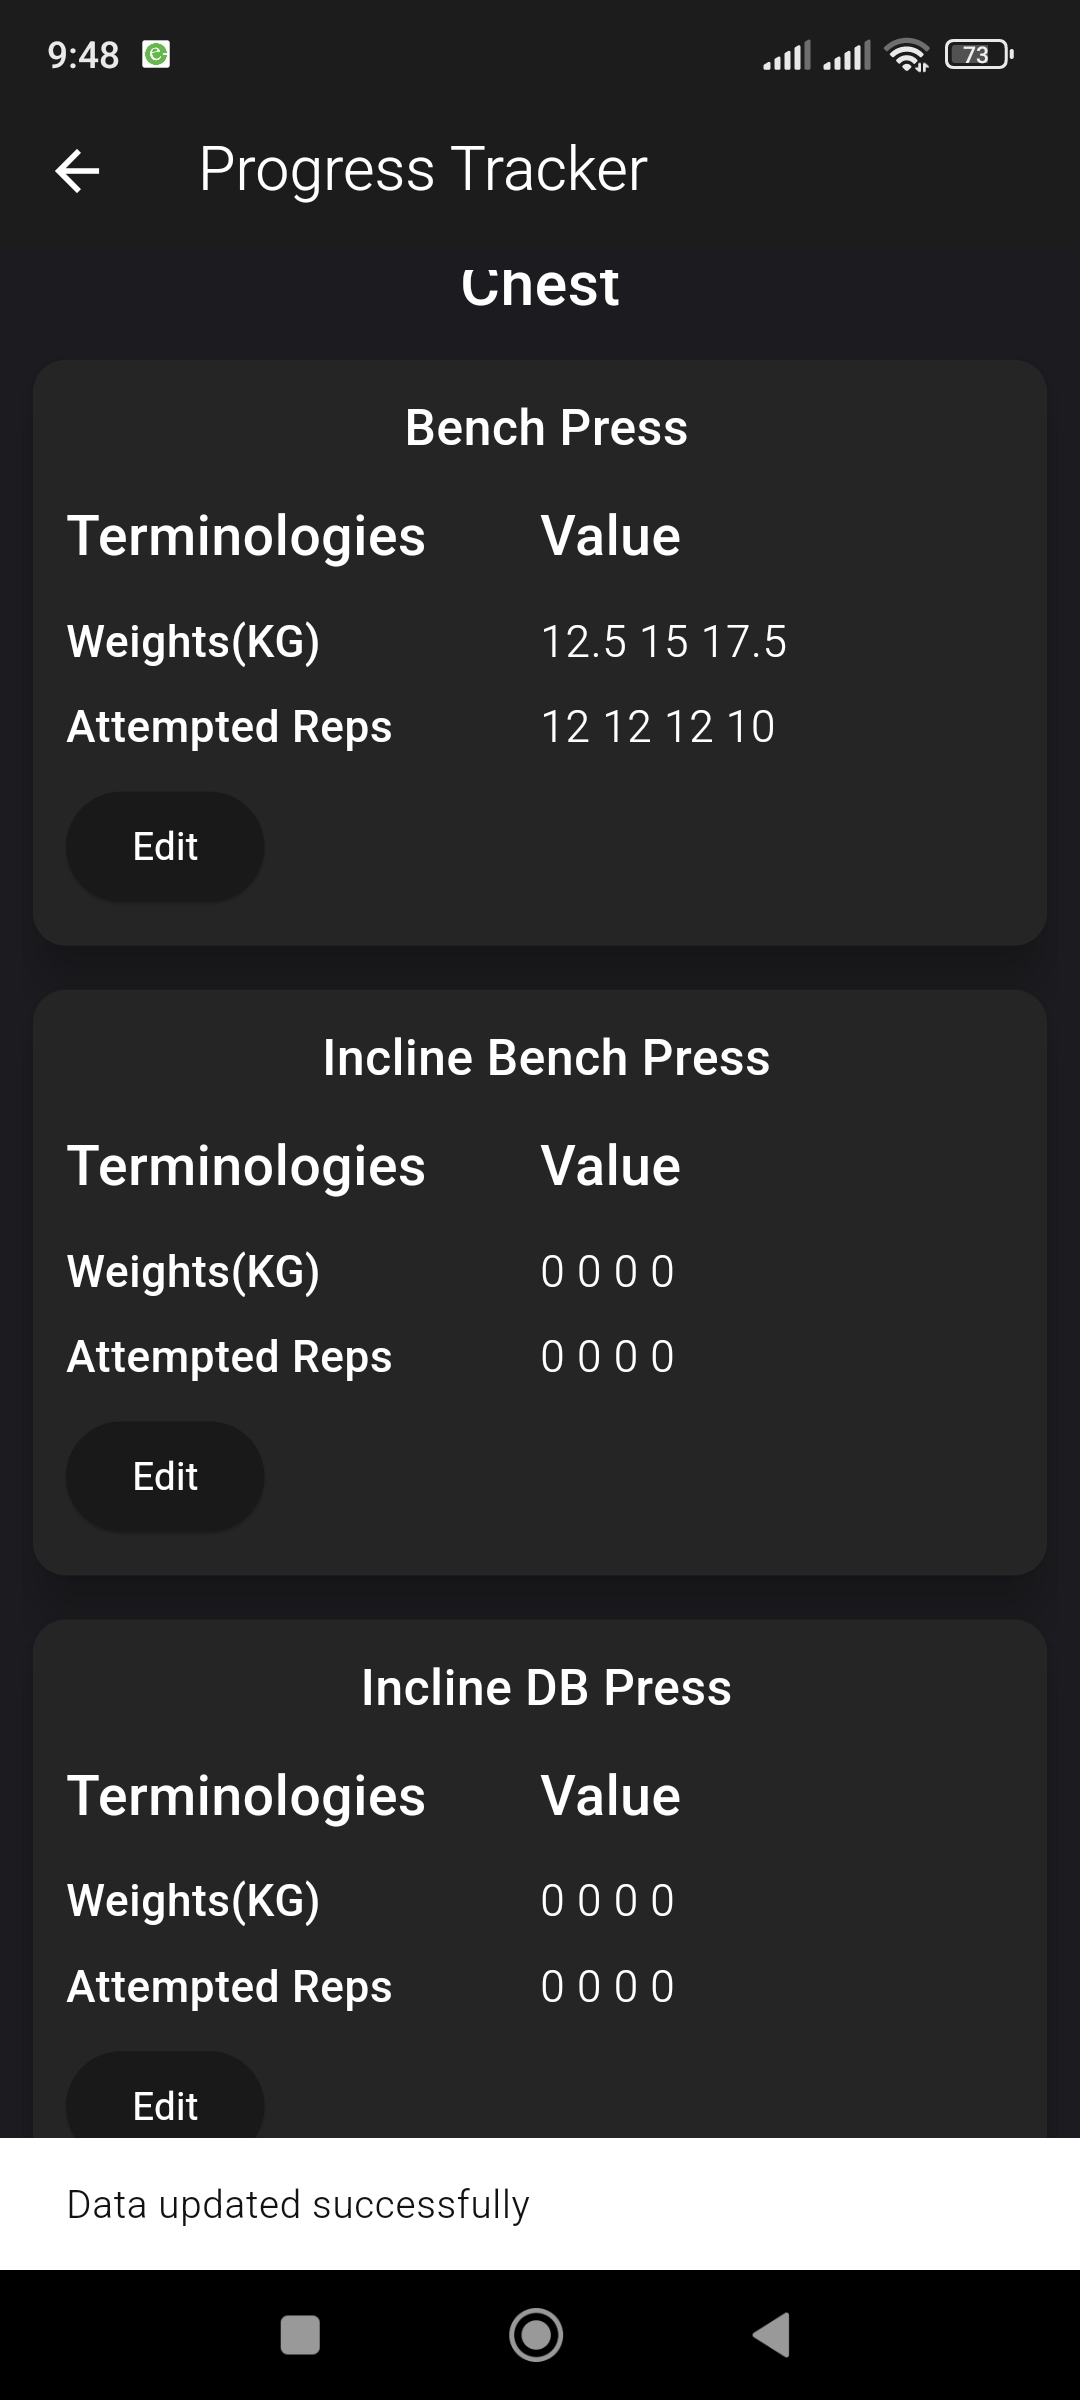 9:48
73
Progress Tracker
Chest
Bench Press
Terminologies Value
Weights(KG) 12.5 15 17.5
Attempted Reps 12 12 12 10
Edit
Incline Bench Press
Terminologies Value
Weights(KG) 0 0 0 0
Attempted Reps 0 0 0 0
Edit
Incline DB Press
Terminologies Value
Weights(KG) 0 0 0 0
Attempted Reps 0 0 0 0
Edit
Data updated successfully